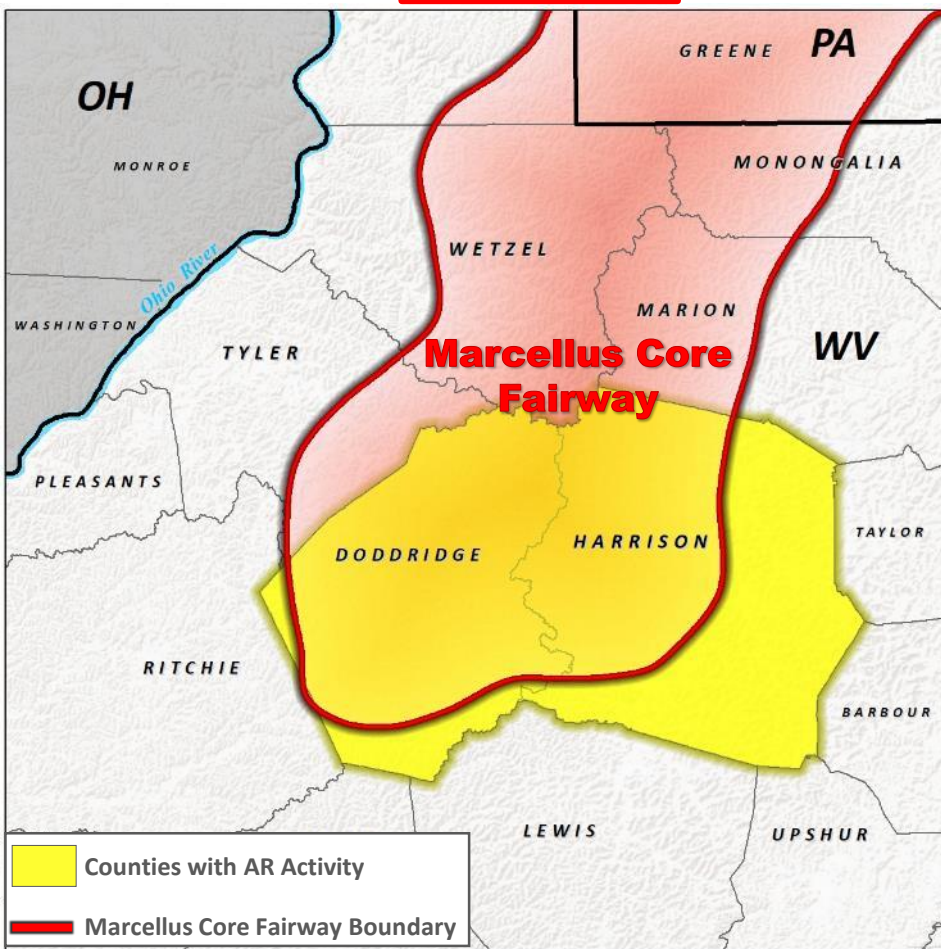 GREENE
PA
OH
MONROE
MONONGALIA
WETZEL
Ohio River
MARION
WASHINGTON
TYLER
WV
Marcellus Core
Fairway
PLEASANTS
TAYLOR
HARRISON
DODDRIDGE
RITCHIE
BARBOUR
LEWIS
UPSHUR
Counties with AR Activity
Marcellus Core Fairway Boundary